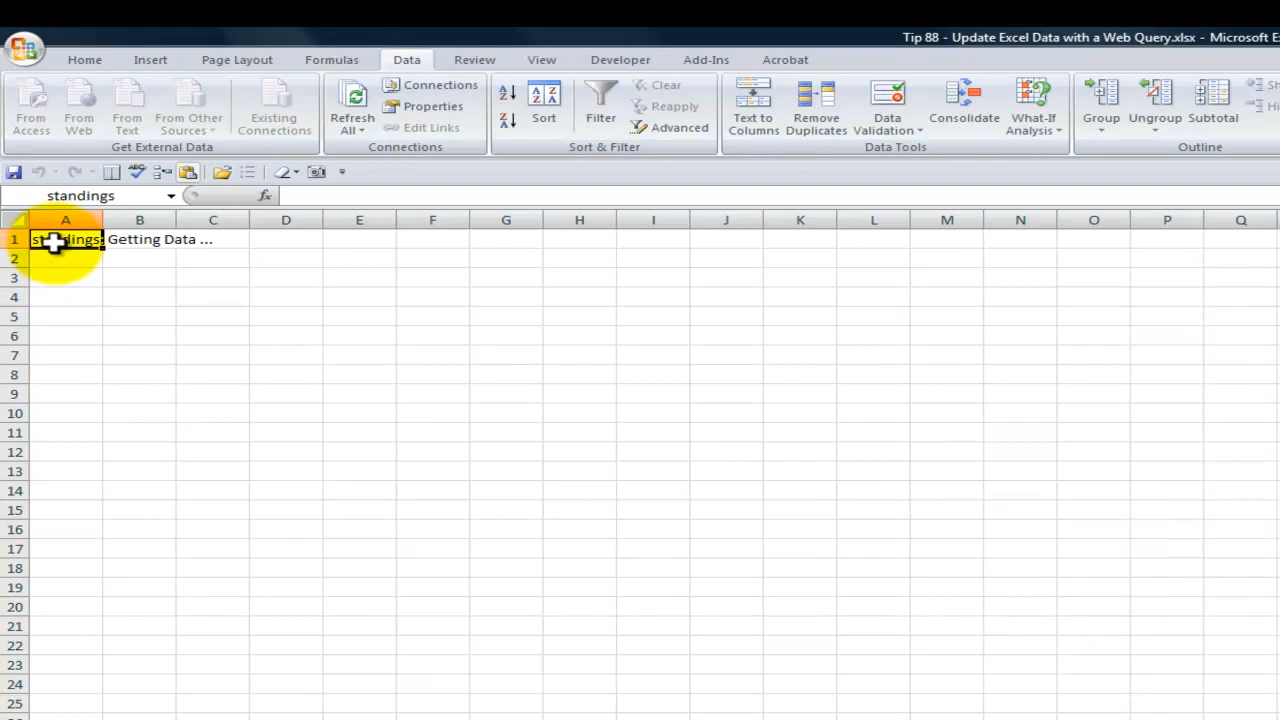 Tip 88 - Update Excel Data with a Web Query.xlsx - Microsoft E
Home Insert Page Layout Formulas Data Review View Developer Add-Ins Acrobat
From Access
From Web
From Text
From Other Sources
Existing Connections
Get External Data
Refresh All
Connections
Properties
Edit Links
Connections
Sort
Filter
Clear
Reapply
Advanced
Sort & Filter
Text to Columns
Remove Duplicates
Data Validation
Consolidate
What-If Analysis
Data Tools
Group
Ungroup
Subtotal
Outline
standings fx
A B C D E F G H I J K L M N O P Q
1 standings: Getting Data ...
2
3
4
5
6
7
8
9
10
11
12
13
14
15
16
17
18
19
20
21
22
23
24
25